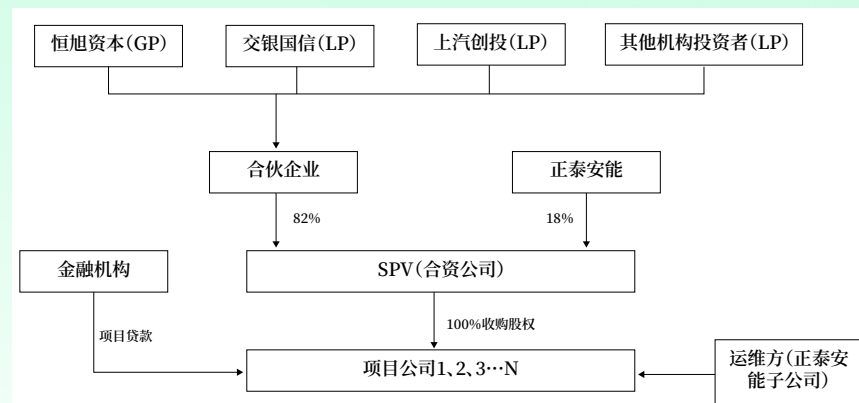 恒旭资本(GP)
交银国信(LP)
上汽创投(LP)
其他机构投资者(LP)
合伙企业
正泰安能
82%
18%
金融机构
SPV(合资公司)
项目贷款
100%收购股权
项目公司1、2、3…N
运维方(正泰安
能子公司)